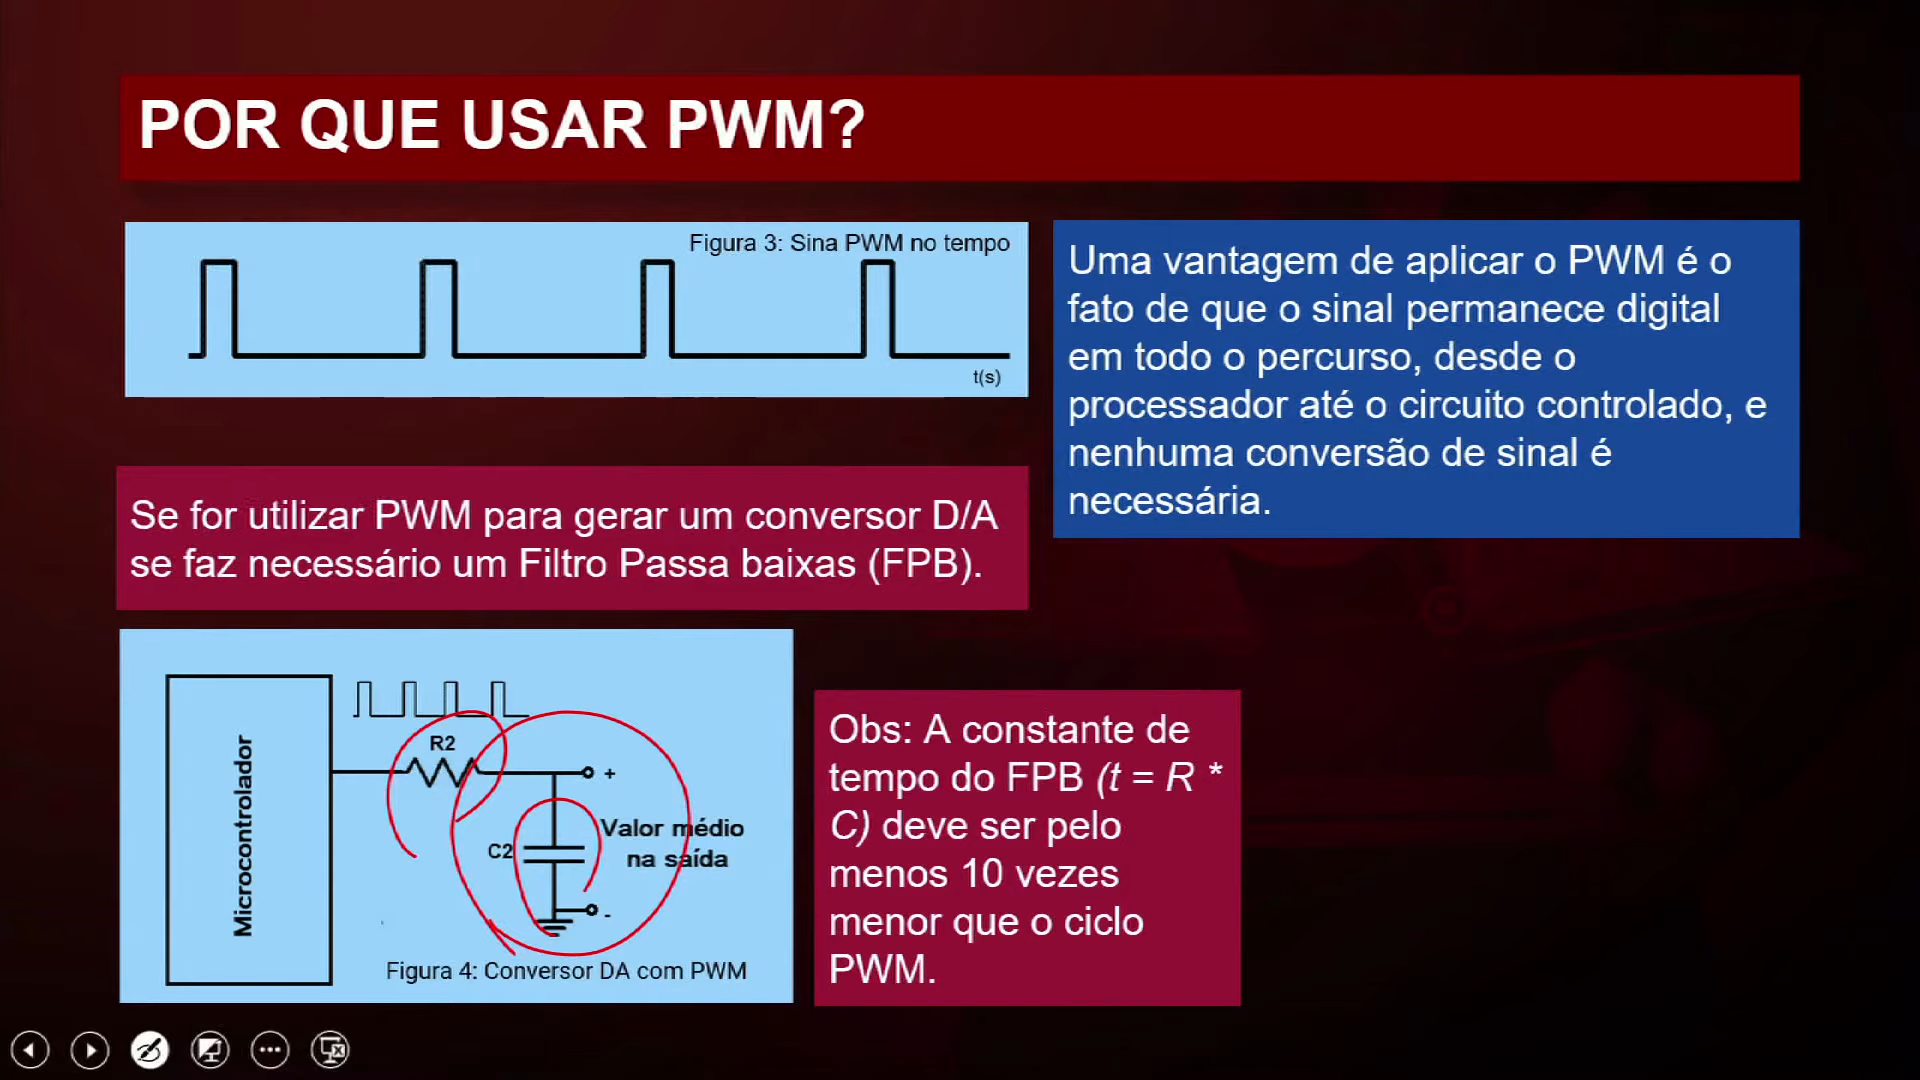 POR QUE USAR PWM?
Figura 3: Sina PWM no tempo
t(s)
Uma vantagem de aplicar o PWM é o
fato de que o sinal permanece digital
em todo o percurso, desde o
processador até o circuito controlado, e
nenhuma conversão de sinal é
necessária.
Se for utilizar PWM para gerar um conversor D/A
se faz necessário um Filtro Passa baixas (FPB).
Microcontrolador
R2
+
C2
Valor médio
na saída
-
Figura 4: Conversor DA com PWM
Obs: A constante de
tempo do FPB (t = R *
C) deve ser pelo
menos 10 vezes
menor que o ciclo
PWM.